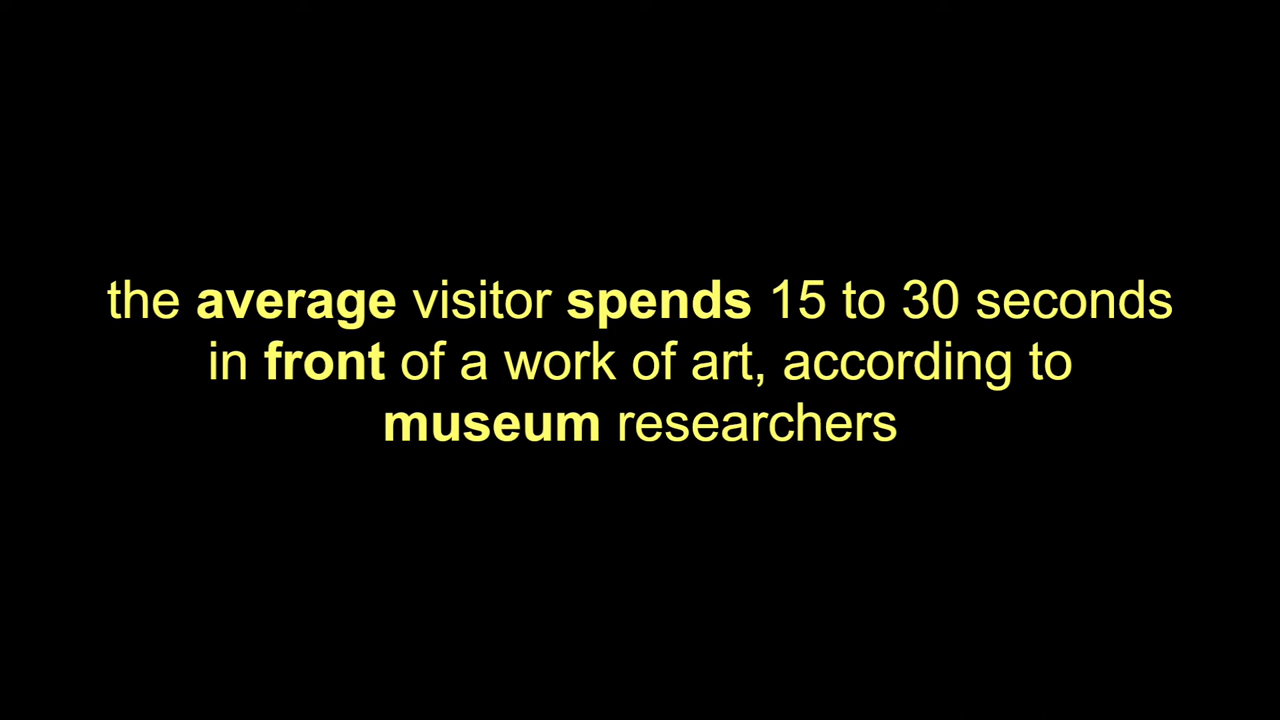 the average visitor spends 15 to 30 seconds
in front of a work of art, according to
museum researchers